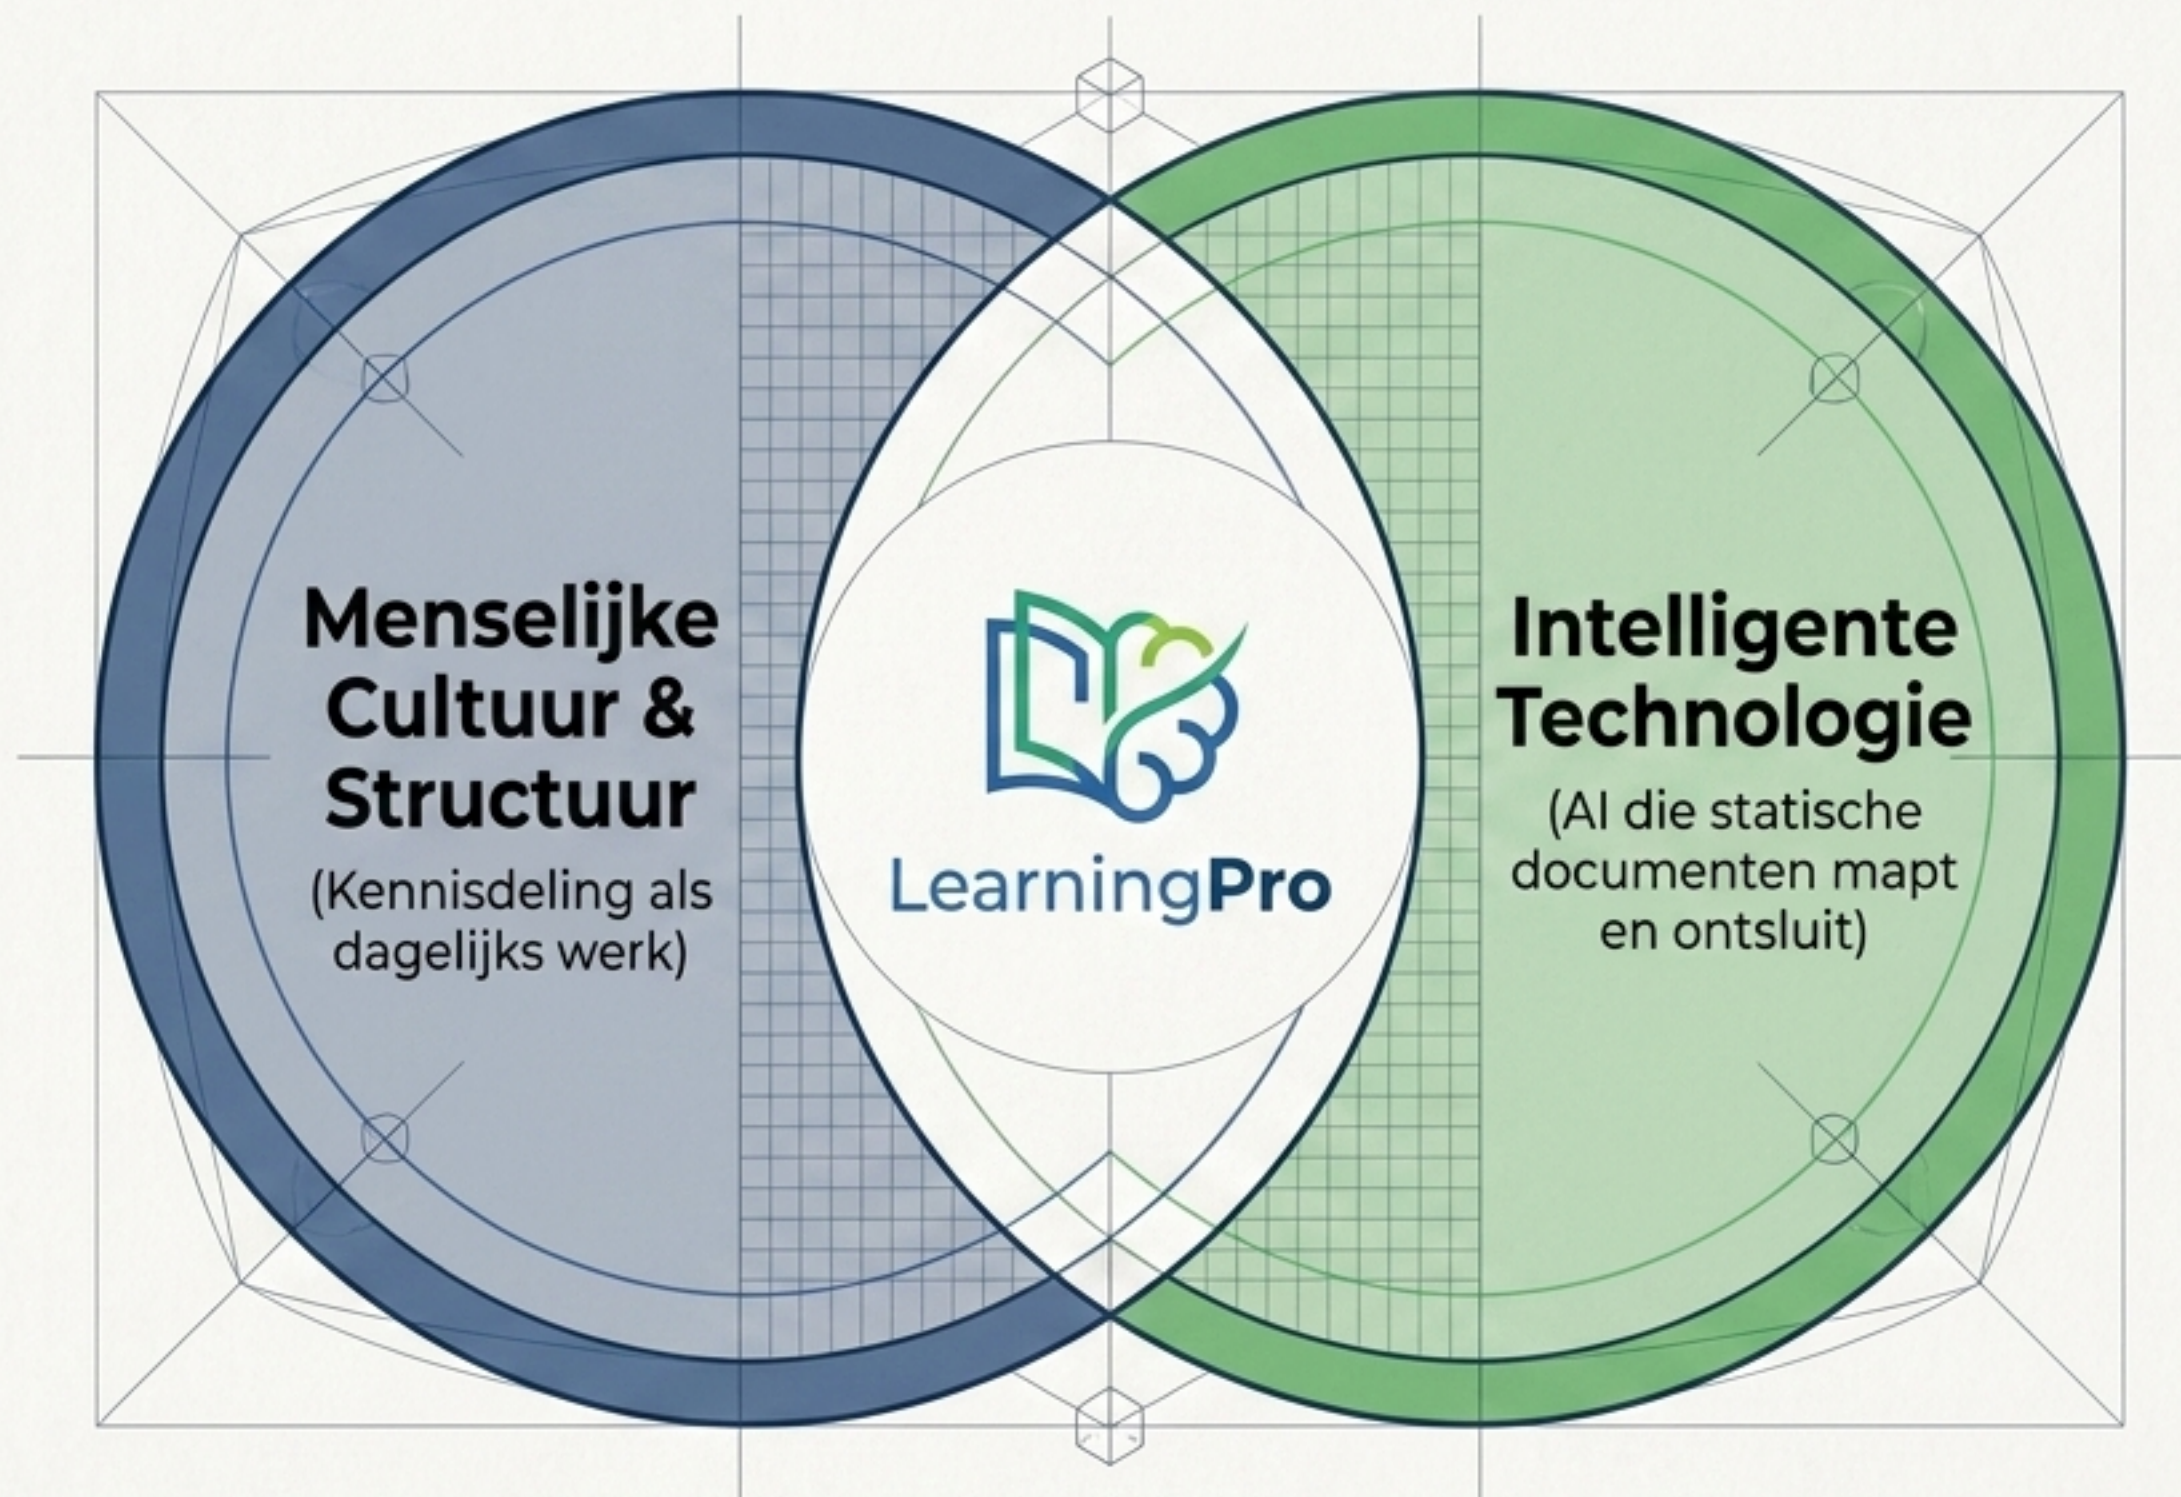 Menselijke
Cultuur &
Structuur
(Kennisdeling als
dagelijks werk)
LearningPro
Intelligente
Technologie
(AI die statische
documenten mapt
en ontsluit)